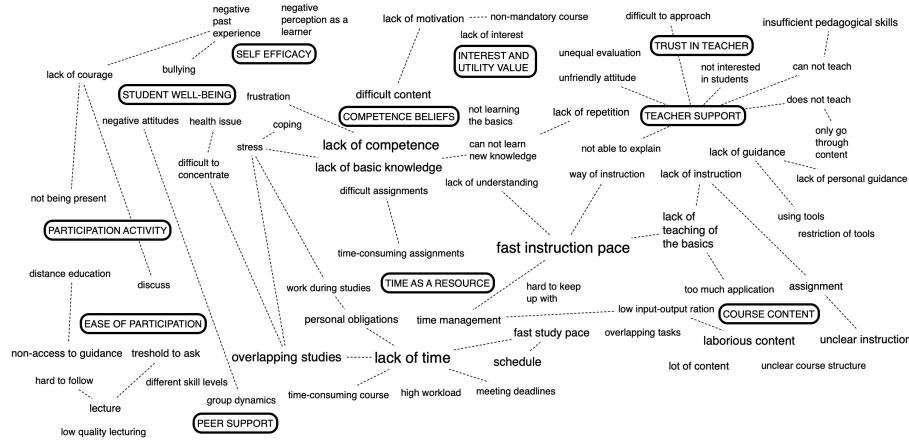 negative
past
experience
negative
perception as a
learner
lack of motivation
non-mandatory course
difficult to approach
insufficient pedagogical skills
lack of interest
SELF EFFICACY
INTEREST AND
UTILITY VALUE
unequal evaluation
TRUST IN TEACHER
lack of courage
bullying
not interested
in students
can not teach
unfriendly attitude
STUDENT WELL-BEING
frustration
difficult content
does not teach
negative attitudes
health issue
coping
COMPETENCE BELIEFS
not learning
the basics
lack of repetition
TEACHER SUPPORT
only go
through
content
stress
lack of competence
can not learn
new knowledge
not able to explain
lack of guidance
difficult to
concentrate
lack of basic knowledge
way of instruction
lack of instruction
lack of personal guidance
difficult assignments
lack of understanding
not being present
using tools
restriction of tools
lack of
teaching of
the basics
PARTICIPATION ACTIVITY
time-consuming assignments
fast instruction pace
distance education
discuss
work during studies
TIME AS A RESOURCE
hard to keep
up with
too much application
assignment
EASE OF PARTICIPATION
personal obligations
time management
low input-output ration
COURSE CONTENT
fast study pace
overlapping tasks
laborious content
unclear instruction
non-access to guidance
treshold to ask
overlapping studies
lack of time
schedule
lot of content
unclear course structure
hard to follow
different skill levels
time-consuming course
high workload
meeting deadlines
lecture
group dynamics
low quality lecturing
PEER SUPPORT